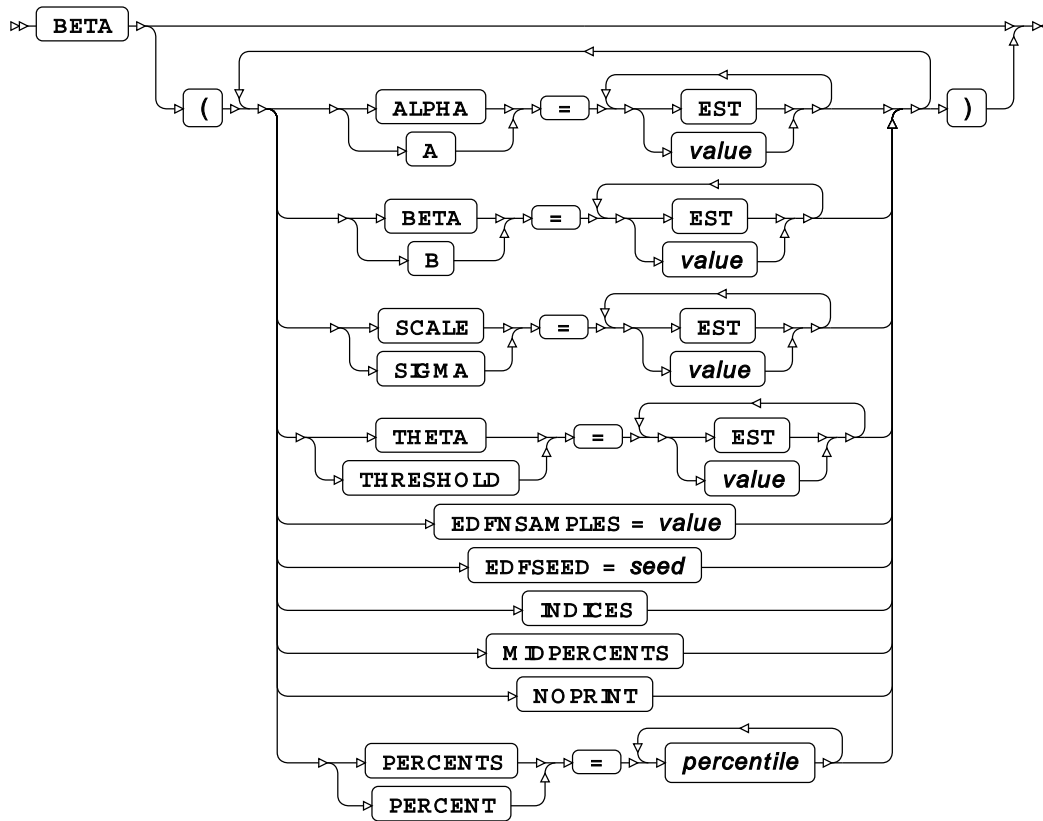 BETA
(
ALPHA = EST )
A value
BETA = EST
B value
SCALE = EST
SIGMA value
THETA = EST
THRESHOLD value
EDFNSAMPLES = value
EDFSEED = seed
INDICES
MIDPERCENTS
NOPRINT
PERCENTS = percentile
PERCENT